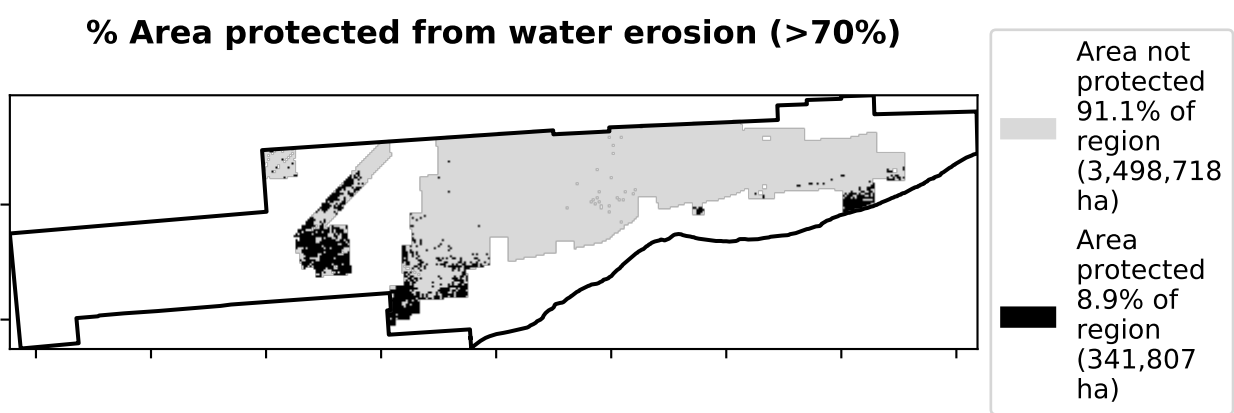 % Area protected from water erosion (>70%)
Area not
protected
91.1% of
region
(3,498,718
ha)
Area
protected
8.9% of
region
(341,807
ha)